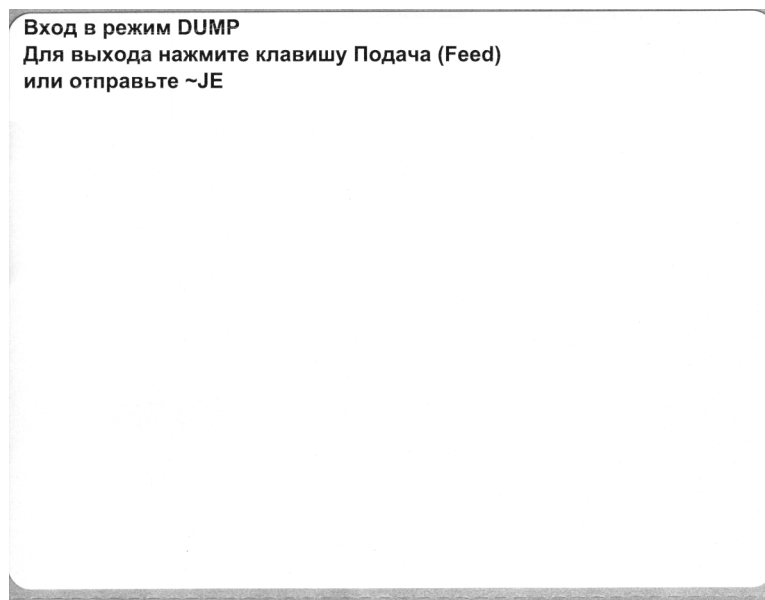 Вход в режим DUMP
Для выхода нажмите клавишу Подача (Feed)
или отправьте ~JE